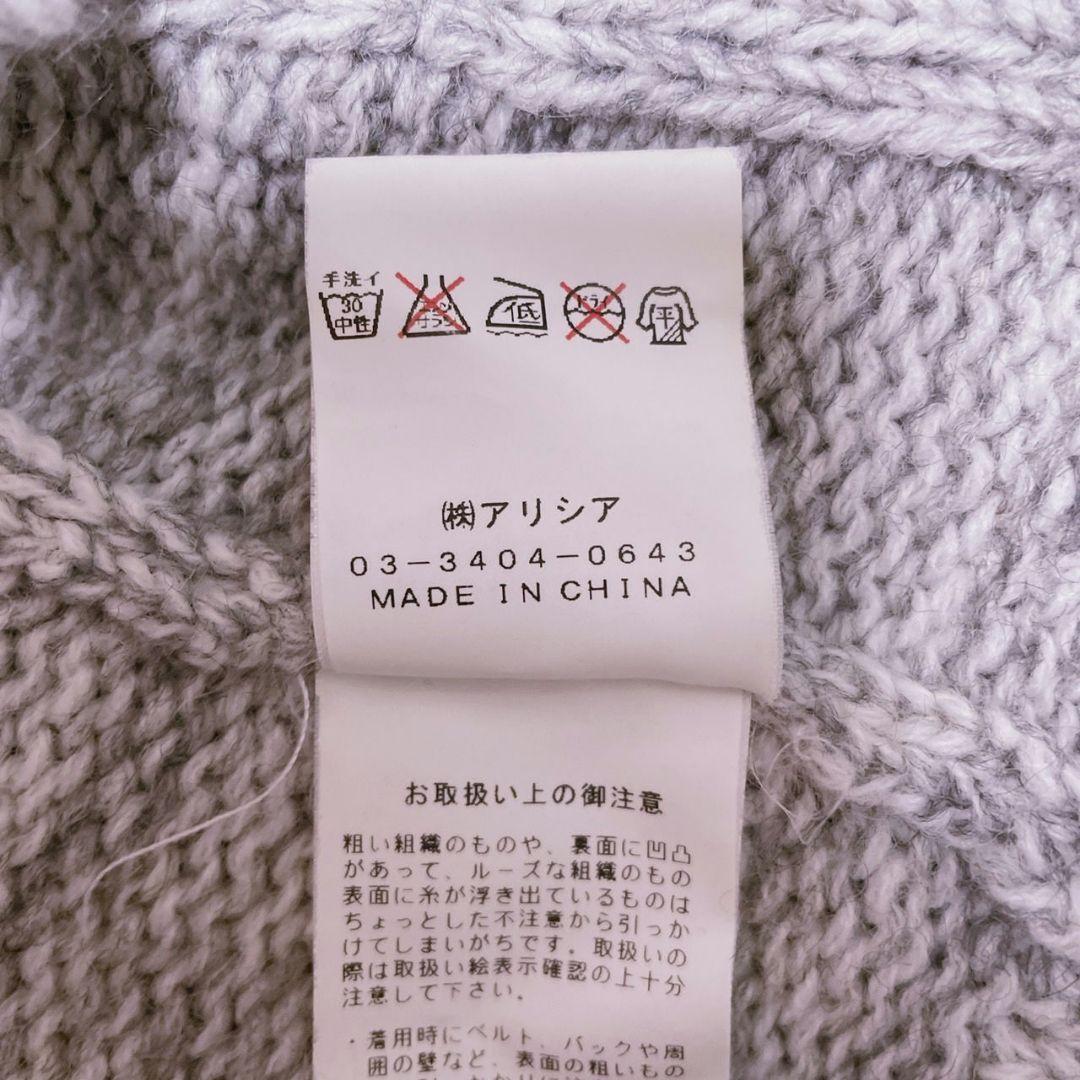 手洗イ
30
中性
低
ドライ
平
㈱アリシア
03-3404-0643
MADE IN CHINA
お取扱い上の御注意
粗い組織のものや、裏面に凹凸
があって、ルーズな組織のもの
表面に糸が浮き出ているものは
ちょっとした不注意から引っか
けてしまいがちです。取扱いの
際は取扱い絵表示確認の上十分
注意して下さい。
・着用時にベルト、バックや周
囲の壁など、表面の粗いもの